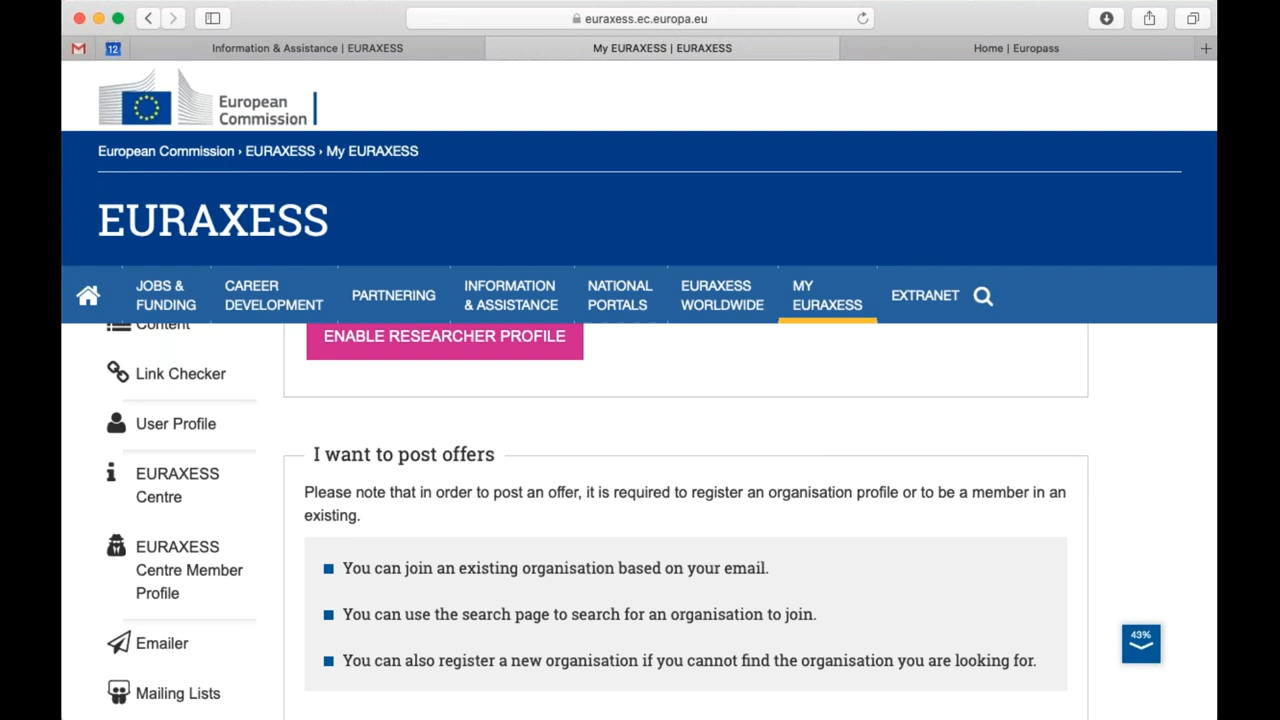 euraxess.ec.europa.eu
12
Information & Assistance | EURAXESS
My EURAXESS | EURAXESS
Home | Europass
European
Commission
European Commission › EURAXESS › My EURAXESS
EURAXESS
JOBS &
FUNDING
CAREER
DEVELOPMENT
PARTNERING
INFORMATION
& ASSISTANCE
NATIONAL
PORTALS
EURAXESS
WORLDWIDE
MY
EURAXESS
EXTRANET
Content
Link Checker
User Profile
EURAXESS
Centre
EURAXESS
Centre Member
Profile
Emailer
Mailing Lists
ENABLE RESEARCHER PROFILE
I want to post offers
Please note that in order to post an offer, it is required to register an organisation profile or to be a member in an
existing.
You can join an existing organisation based on your email.
You can use the search page to search for an organisation to join.
You can also register a new organisation if you cannot find the organisation you are looking for.
43%